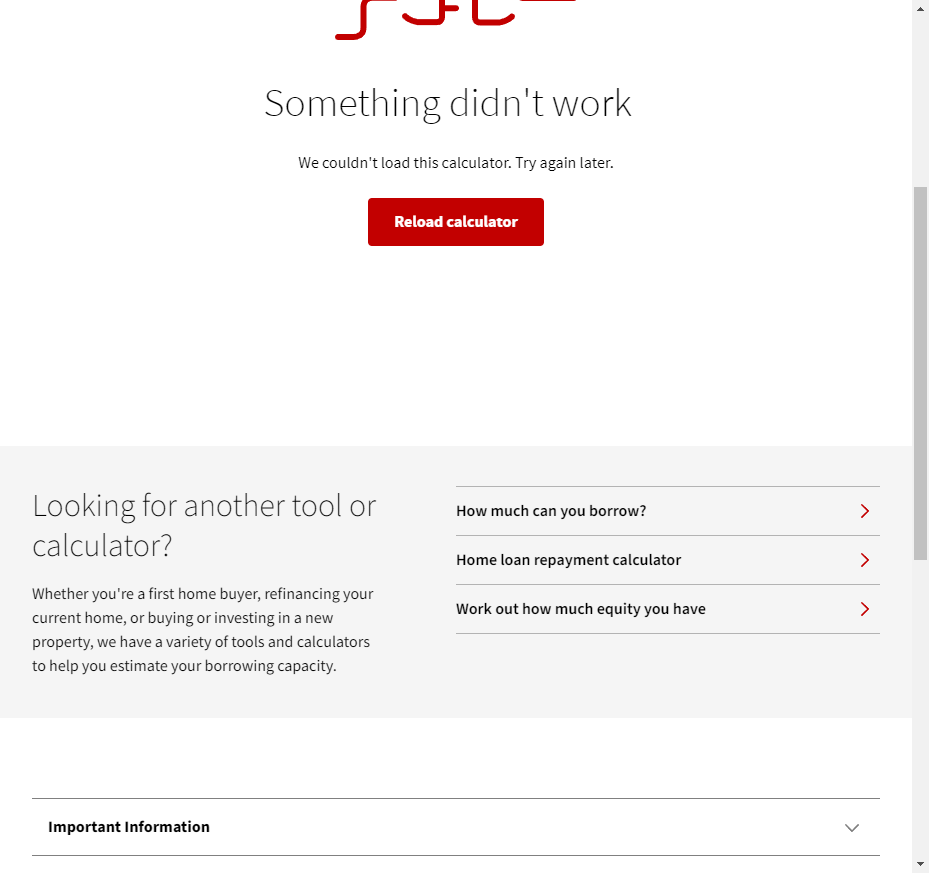 Something didn't work
We couldn't load this calculator. Try again later.
Reload calculator
Looking for another tool or
calculator?
Whether you're a first home buyer, refinancing your
current home, or buying or investing in a new
property, we have a variety of tools and calculators
to help you estimate your borrowing capacity.
How much can you borrow?
Home loan repayment calculator
Work out how much equity you have
Important Information